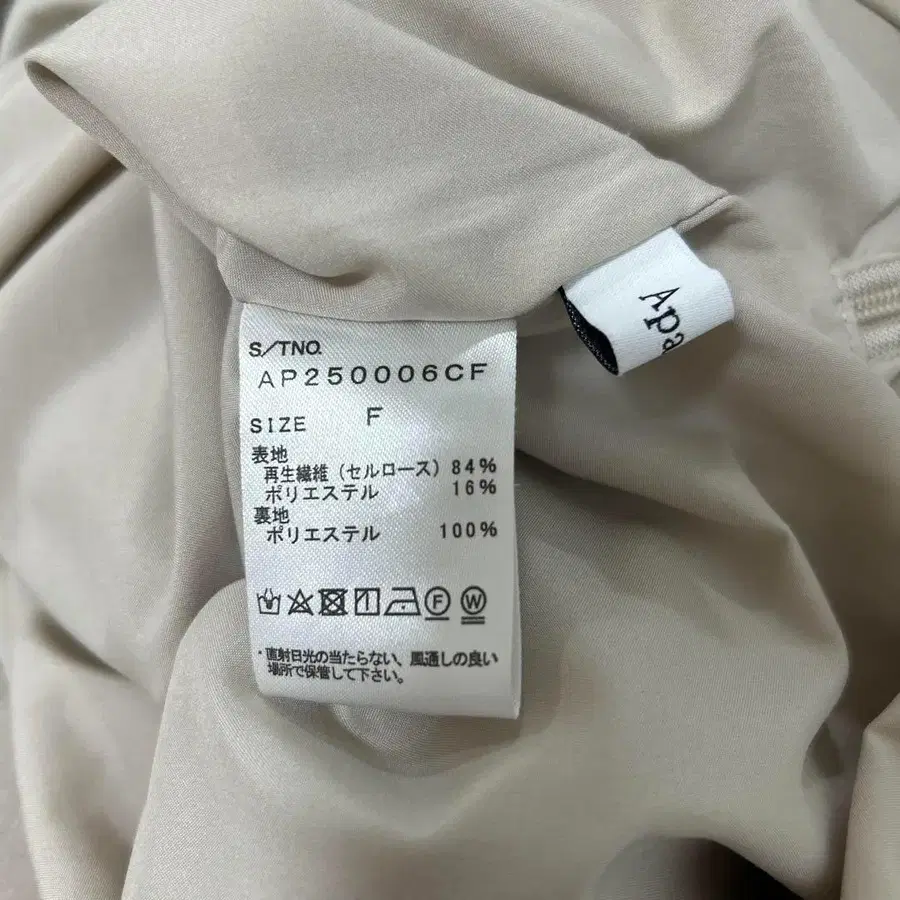 S/TNO.
AP250006CF
SIZE F
表地
再生繊維（セルロース）84%
ポリエステル 16%
裏地
ポリエステル 100%
F W
・直射日光の当たらない、風通しの良い
場所で保管して下さい。
Apa